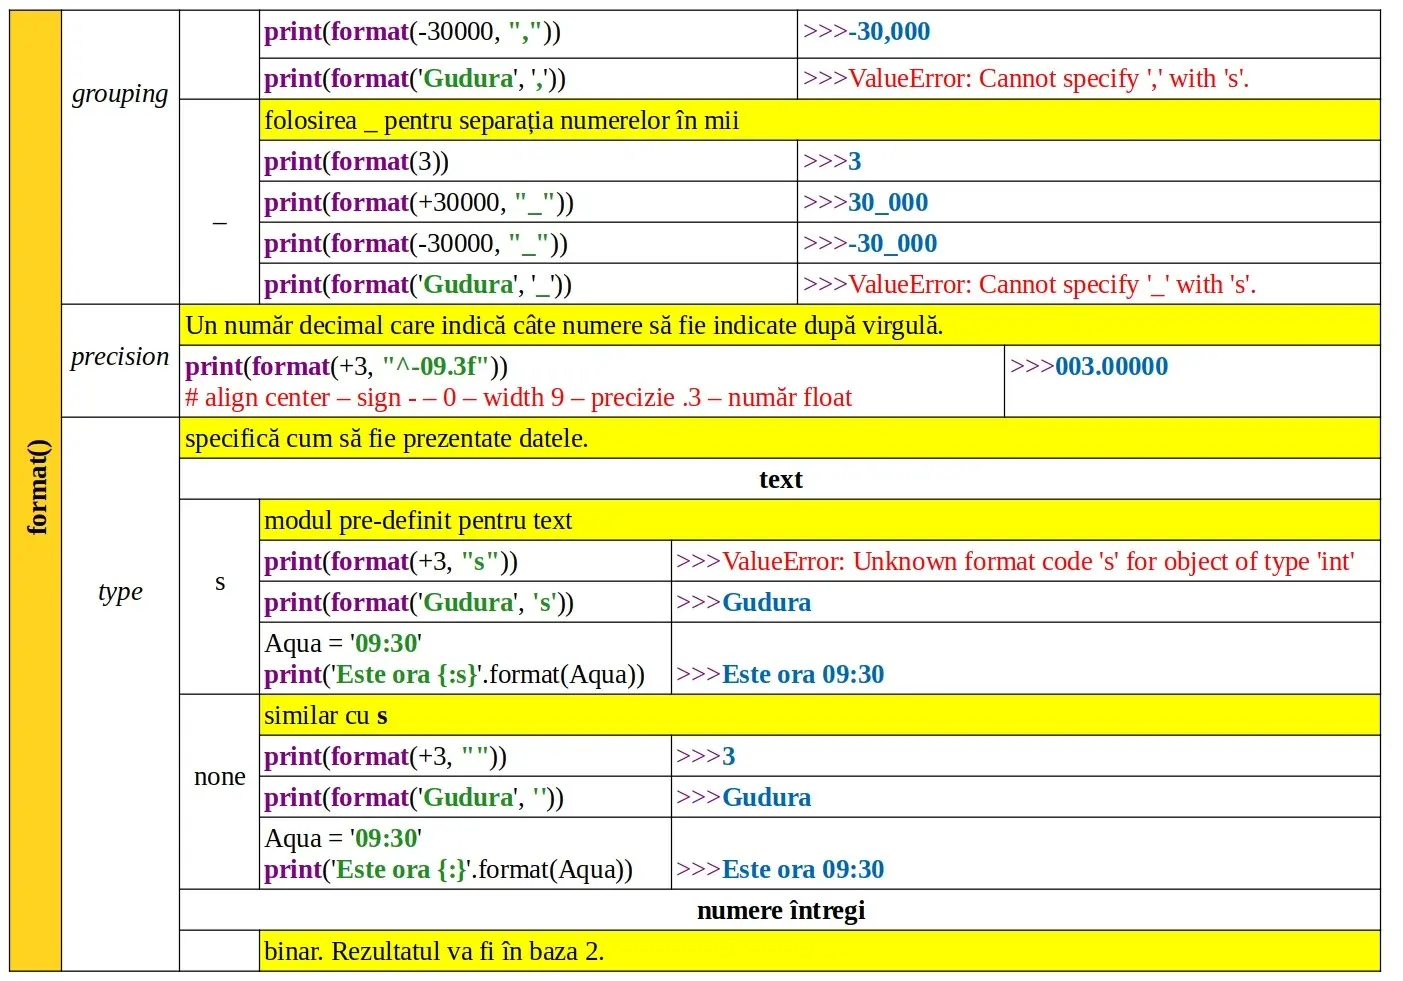 format()
grouping
print(format(-30000, ","))
>>>-30,000
print(format('Gudura', ','))
>>>ValueError: Cannot specify ',' with 's'.
_
folosirea _ pentru separația numerelor în mii
print(format(3))
>>>3
print(format(+30000, "_"))
>>>30_000
print(format(-30000, "_"))
>>>-30_000
print(format('Gudura', '_'))
>>>ValueError: Cannot specify '_' with 's'.
precision
Un număr decimal care indică câte numere să fie indicate după virgulă.
print(format(+3, "^-09.3f"))
# align center – sign - – 0 – width 9 – precizie .3 – număr float
>>>003.00000
type
specifică cum să fie prezentate datele.
text
s
modul pre-definit pentru text
print(format(+3, "s"))
>>>ValueError: Unknown format code 's' for object of type 'int'
print(format('Gudura', 's'))
>>>Gudura
Aqua = '09:30'
print('Este ora {:s}'.format(Aqua))
>>>Este ora 09:30
none
similar cu s
print(format(+3, ""))
>>>3
print(format('Gudura', ''))
>>>Gudura
Aqua = '09:30'
print('Este ora {:}'.format(Aqua))
>>>Este ora 09:30
numere întregi
binar. Rezultatul va fi în baza 2.